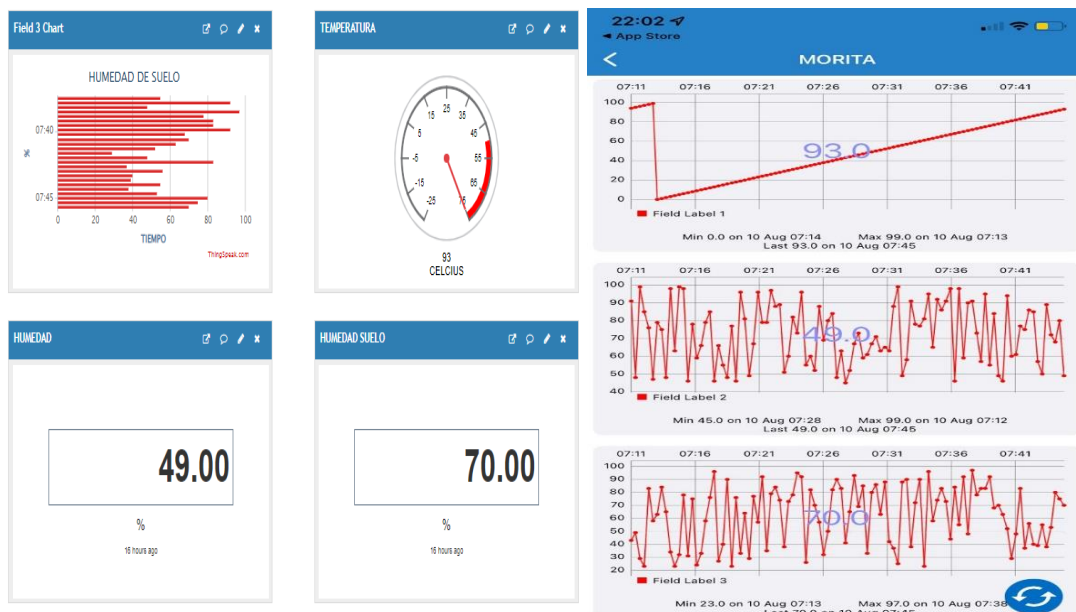 Field 3 Chart
HUMEDAD DE SUELO
07:40
%
07:45
0 20 40 60 80 100
TIEMPO
ThingSpeak.com
TEMPERATURA
25
15 35
5 45
-5 55
-15 65
-25 75
93
CELCIUS
HUMEDAD
49.00
%
16 hours ago
HUMEDAD SUELO
70.00
%
16 hours ago
22:02
App Store
MORITA
07:11 07:16 07:21 07:26 07:31 07:36 07:41
100
80
60
40
20
0
93.0
Field Label 1
Min 0.0 on 10 Aug 07:14 Max 99.0 on 10 Aug 07:13
Last 93.0 on 10 Aug 07:45
07:11 07:16 07:21 07:26 07:31 07:36 07:41
100
90
80
70
60
50
40
49.0
Field Label 2
Min 45.0 on 10 Aug 07:28 Max 99.0 on 10 Aug 07:12
Last 49.0 on 10 Aug 07:45
07:11 07:16 07:21 07:26 07:31 07:36 07:41
100
90
80
70
60
50
40
30
20
70.0
Field Label 3
Min 23.0 on 10 Aug 07:13 Max 97.0 on 10 Aug 07:38
Last 70.0 on 10 Aug 07:45